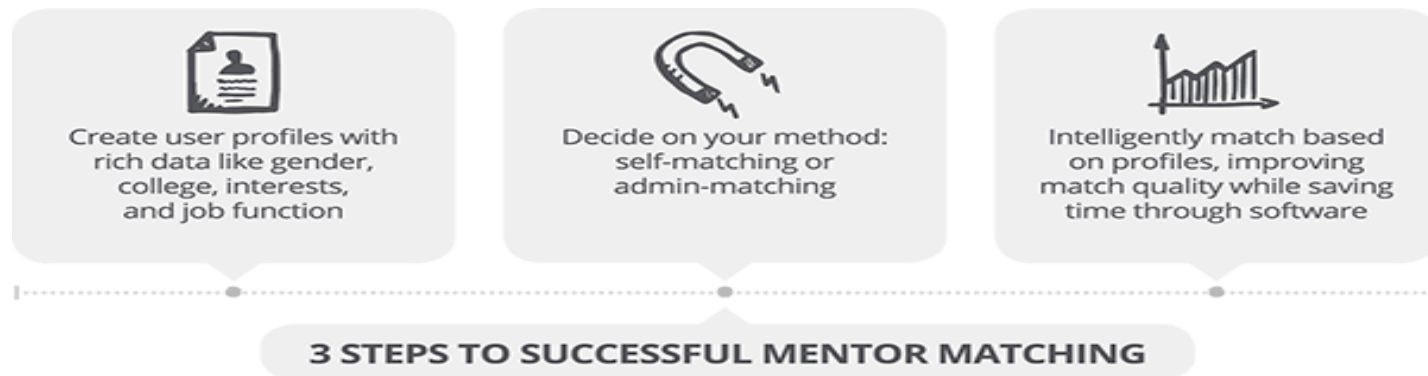 Create user profiles with
rich data like gender,
college, interests,
and job function
Decide on your method:
self-matching or
admin-matching
Intelligently match based
on profiles, improving
match quality while saving
time through software
3 STEPS TO SUCCESSFUL MENTOR MATCHING